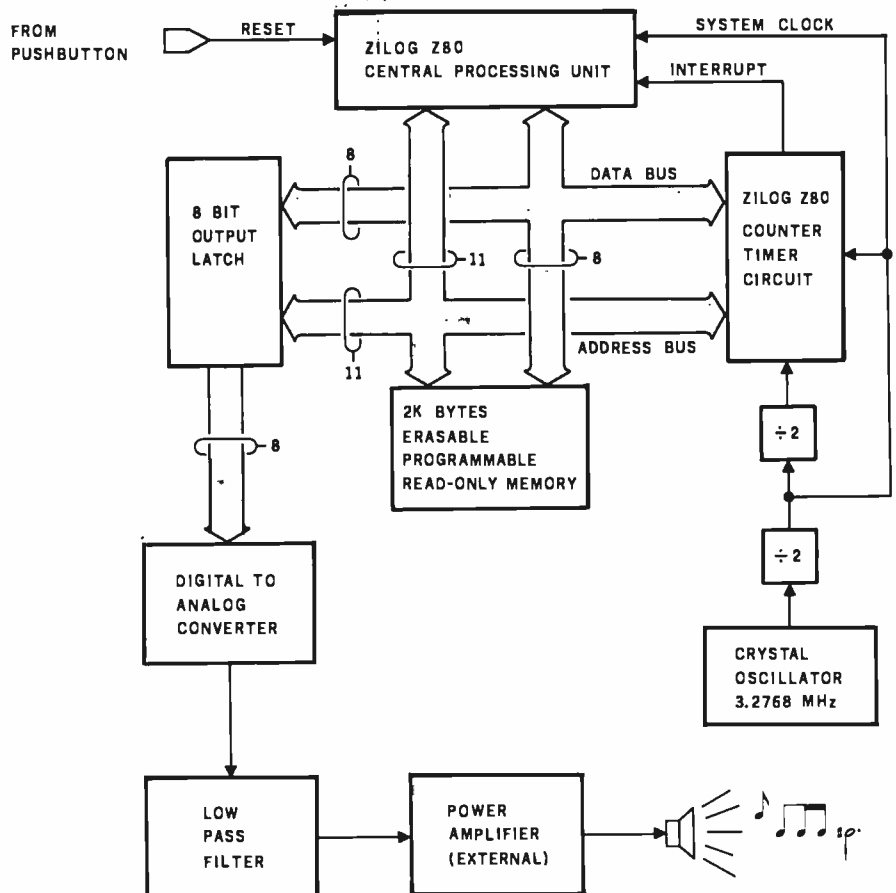 FROM
PUSHBUTTON
RESET
ZILOG Z80
CENTRAL PROCESSING UNIT
SYSTEM CLOCK
INTERRUPT
8 BIT
OUTPUT
LATCH
8
DATA BUS
ZILOG Z80
COUNTER
TIMER
CIRCUIT
11
8
11
ADDRESS BUS
2K BYTES
ERASABLE
PROGRAMMABLE
READ-ONLY MEMORY
÷2
8
÷2
DIGITAL TO
ANALOG
CONVERTER
CRYSTAL
OSCILLATOR
3.2768 MHz
LOW
PASS
FILTER
POWER
AMPLIFIER
(EXTERNAL)